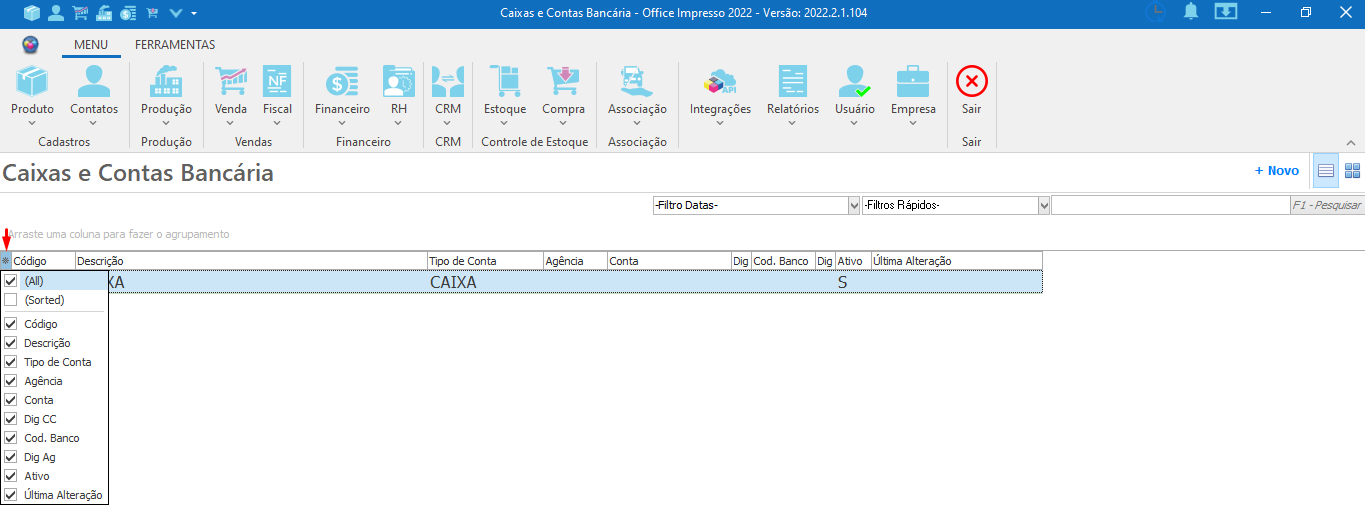 Caixas e Contas Bancária - Office Impresso 2022 - Versão: 2022.2.1.104
MENU FERRAMENTAS
Produto Contatos Produção Venda Fiscal Financeiro RH CRM Estoque Compra Associação Integrações Relatórios Usuário Empresa Sair
Cadastros Produção Vendas Financeiro CRM Controle de Estoque Associação Sair
Caixas e Contas Bancária
+ Novo
-Filtro Datas- -Filtros Rápidos- F1 - Pesquisar
Arraste uma coluna para fazer o agrupamento
Código Descrição Tipo de Conta Agência Conta Dig Cod. Banco Dig Ativo Última Alteração
XA CAIXA S
(All)
(Sorted)
Código
Descrição
Tipo de Conta
Agência
Conta
Dig CC
Cod. Banco
Dig Ag
Ativo
Última Alteração